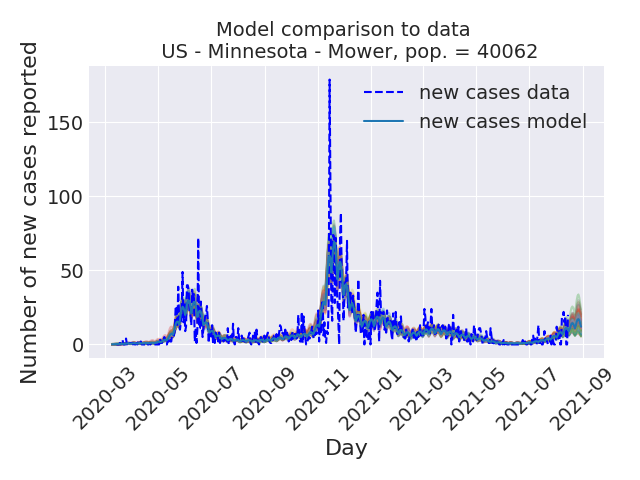 Model comparison to data
US - Minnesota - Mower, pop. = 40062
Number of new cases reported
150
100
50
0
new cases data
new cases model
2020-03
2020-05
2020-07
2020-09
2020-11
2021-01
2021-03
2021-05
2021-07
2021-09
Day